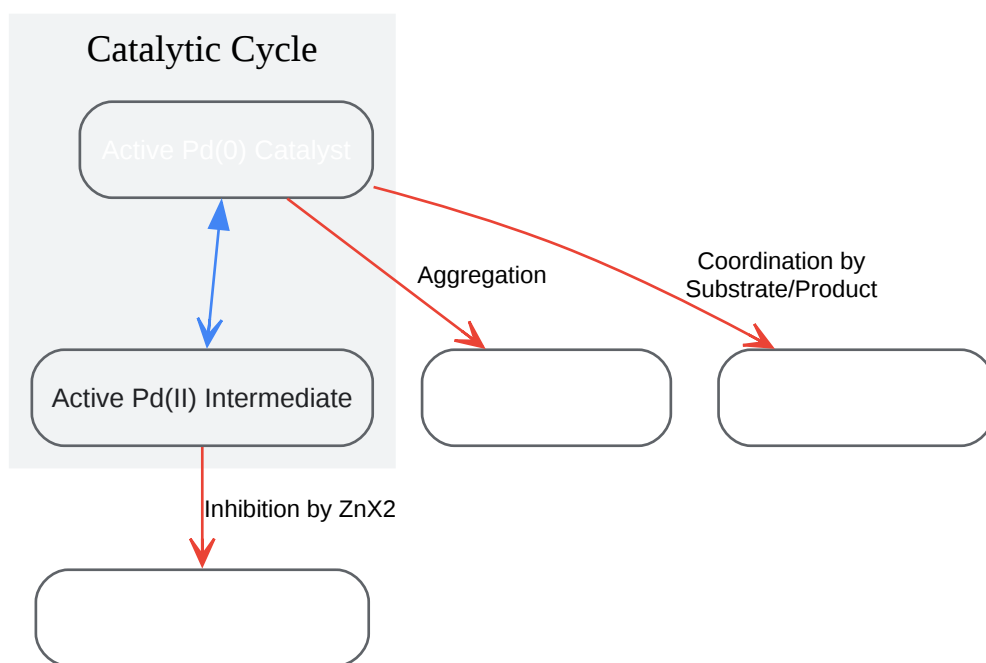 Catalytic Cycle
Active Pd(0) Catalyst
Aggregation
Coordination by
Substrate/Product
Active Pd(II) Intermediate
Inhibition by ZnX2